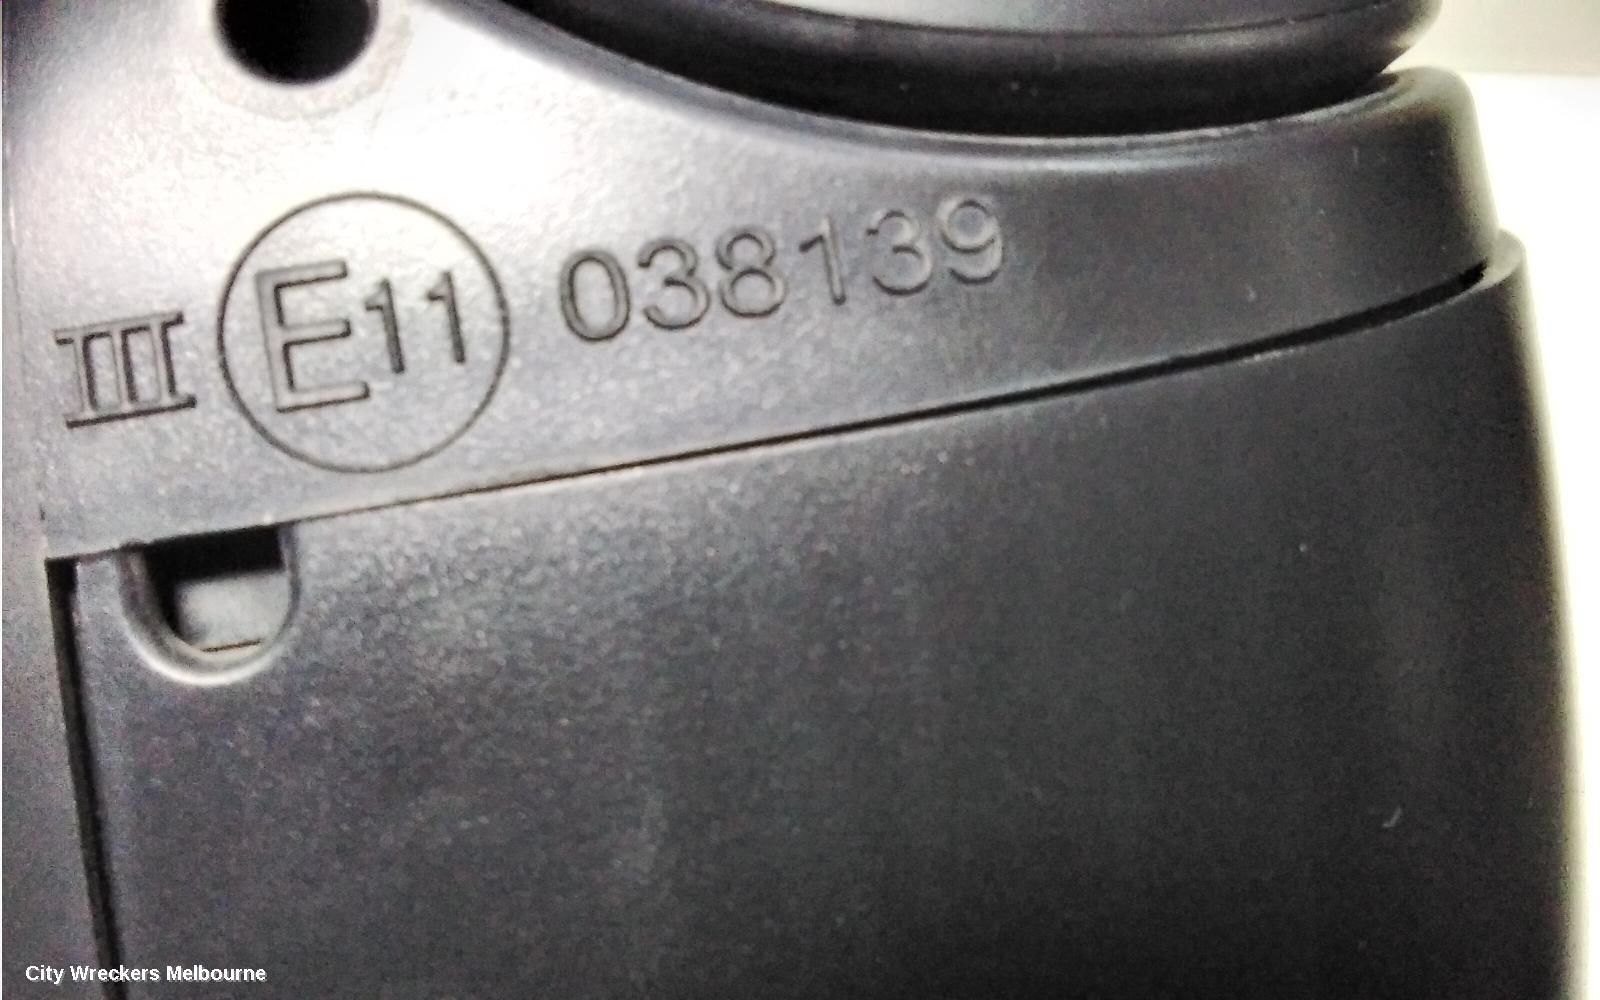 III E11 038139
City Wreckers Melbourne